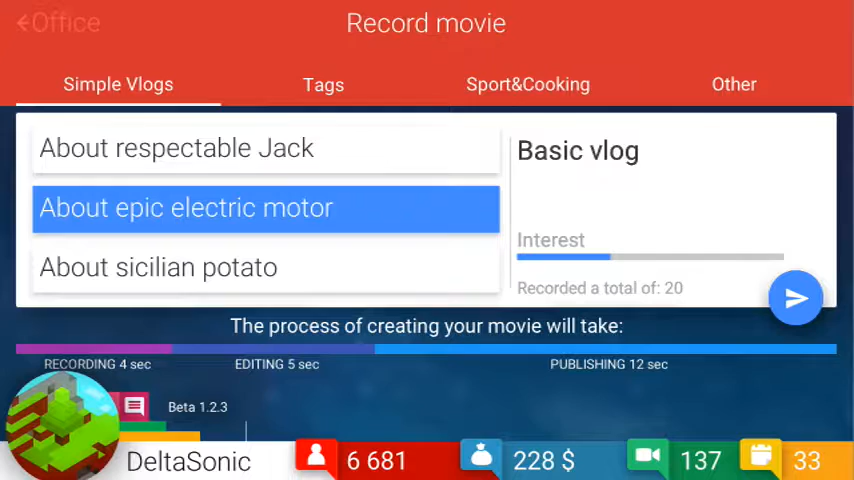 Office
Record movie
Simple Vlogs
Tags
Sport&Cooking
Other
About respectable Jack
About epic electric motor
About sicilian potato
Basic vlog
Interest
Recorded a total of: 20
The process of creating your movie will take:
RECORDING 4 sec
EDITING 5 sec
PUBLISHING 12 sec
Beta 1.2.3
DeltaSonic
6 681
228 $
137
33